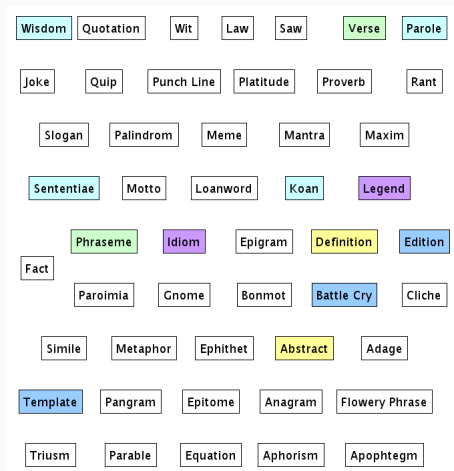 Wisdom Quotation Wit Law Saw Verse Parole
Joke Quip Punch Line Platitude Proverb Rant
Slogan Palindrom Meme Mantra Maxim
Sententiae Motto Loanword Koan Legend
Phraseme Idiom Epigram Definition Edition
Fact
Paroimia Gnome Bonmot Battle Cry Cliche
Simile Metaphor Ephithet Abstract Adage
Template Pangram Epitome Anagram Flowery Phrase
Triusm Parable Equation Aphorism Apophtegm